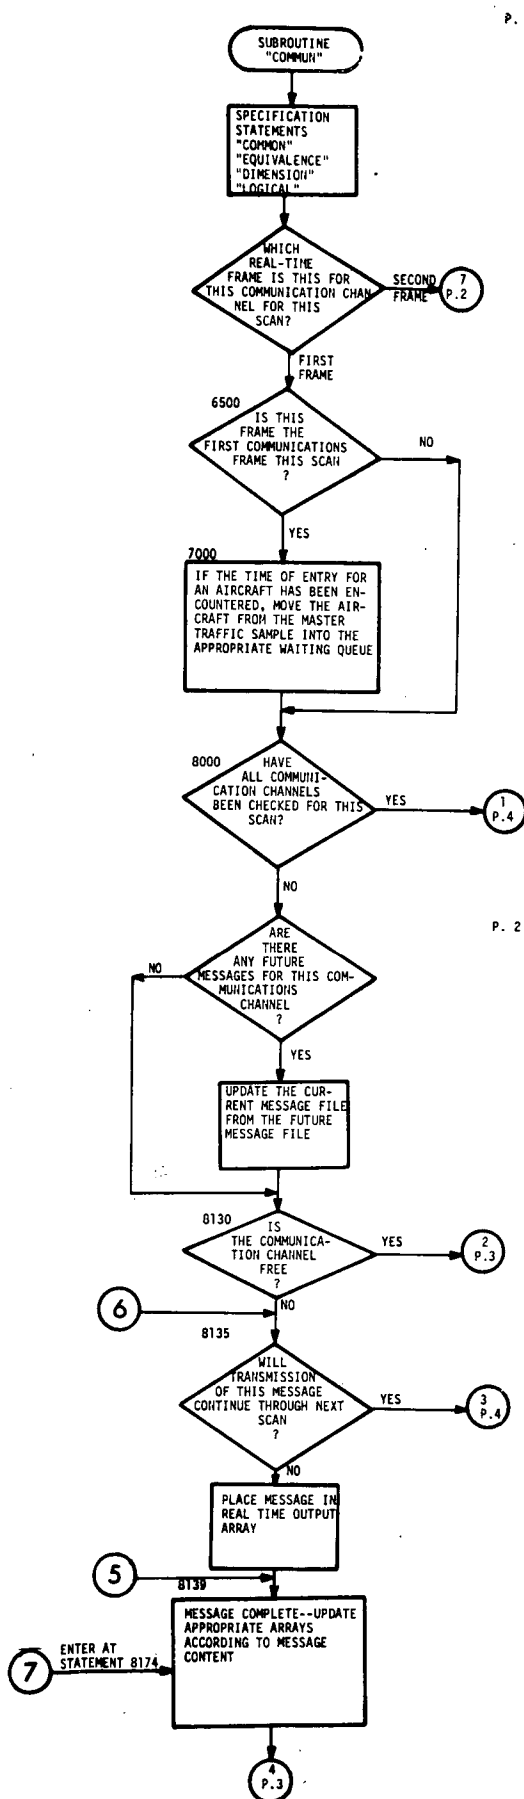 P.
SUBROUTINE
"COMMUN"
SPECIFICATION
STATEMENTS
"COMMON"
"EQUIVALENCE"
"DIMENSION"
"LOGICAL"
WHICH
REAL-TIME
FRAME IS THIS FOR
THIS COMMUNICATION CHAN
NEL FOR THIS
SCAN?
SECOND
FRAME
7
P.2
FIRST
FRAME
6500
IS THIS
FRAME THE
FIRST COMMUNICATIONS
FRAME THIS SCAN
?
NO
YES
7000
IF THE TIME OF ENTRY FOR
AN AIRCRAFT HAS BEEN EN-
COUNTERED, MOVE THE AIR-
CRAFT FROM THE MASTER
TRAFFIC SAMPLE INTO THE
APPROPRIATE WAITING QUEUE
8000
HAVE
ALL COMMUNI-
CATION CHANNELS
BEEN CHECKED FOR THIS
SCAN?
YES
1
P.4
NO
P. 2
ARE
THERE
ANY FUTURE
MESSAGES FOR THIS COM-
MUNICATIONS
CHANNEL
?
NO
YES
UPDATE THE CUR-
RENT MESSAGE FILE
FROM THE FUTURE
MESSAGE FILE
8130
IS
THE COMMUNICA-
TION CHANNEL
FREE
?
YES
2
P.3
NO
6
8135
WILL
TRANSMISSION
OF THIS MESSAGE
CONTINUE THROUGH NEXT
SCAN
?
YES
3
P.4
NO
PLACE MESSAGE IN
REAL TIME OUTPUT
ARRAY
5
8139
MESSAGE COMPLETE--UPDATE
APPROPRIATE ARRAYS
ACCORDING TO MESSAGE
CONTENT
7
ENTER AT
STATEMENT 8174
4
P.3